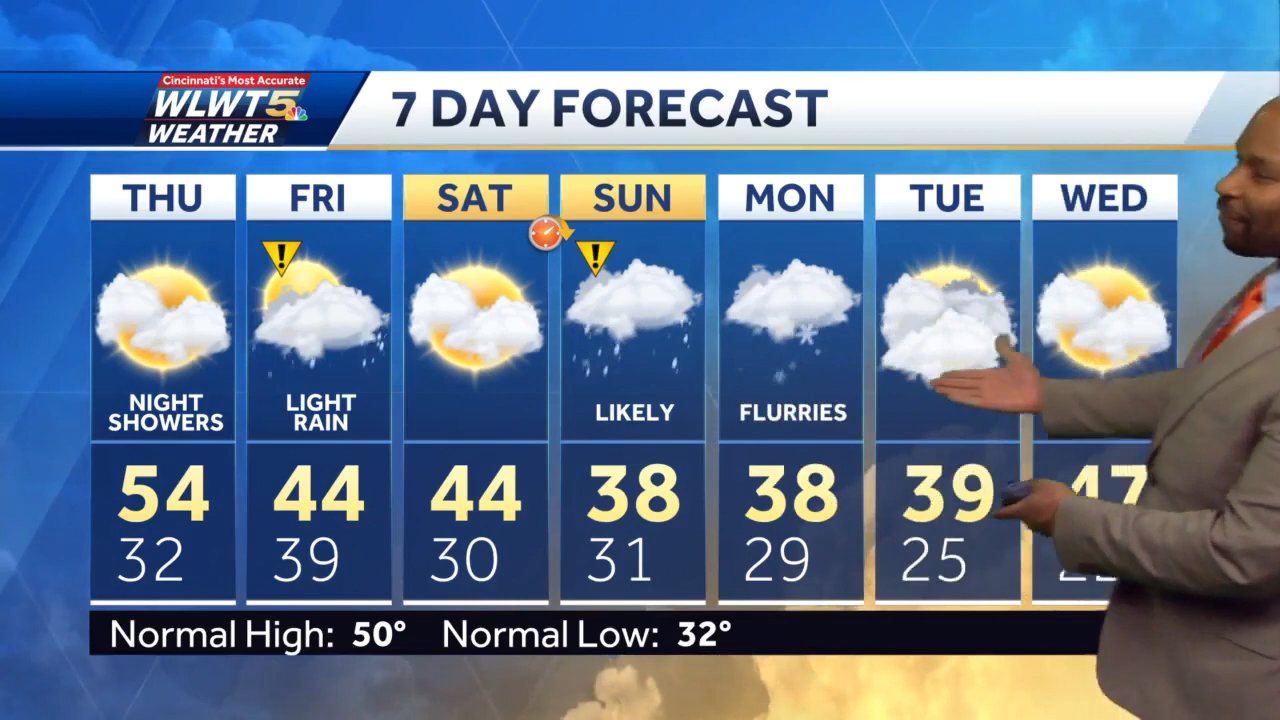 Cincinnati's Most Accurate
WLWT5
WEATHER
7 DAY FORECAST
THU FRI SAT SUN MON TUE WED
! !
NIGHT SHOWERS
LIGHT RAIN
LIKELY
FLURRIES
54 44 44 38 38 39 47
32 39 30 31 29 25
Normal High: 50° Normal Low: 32°